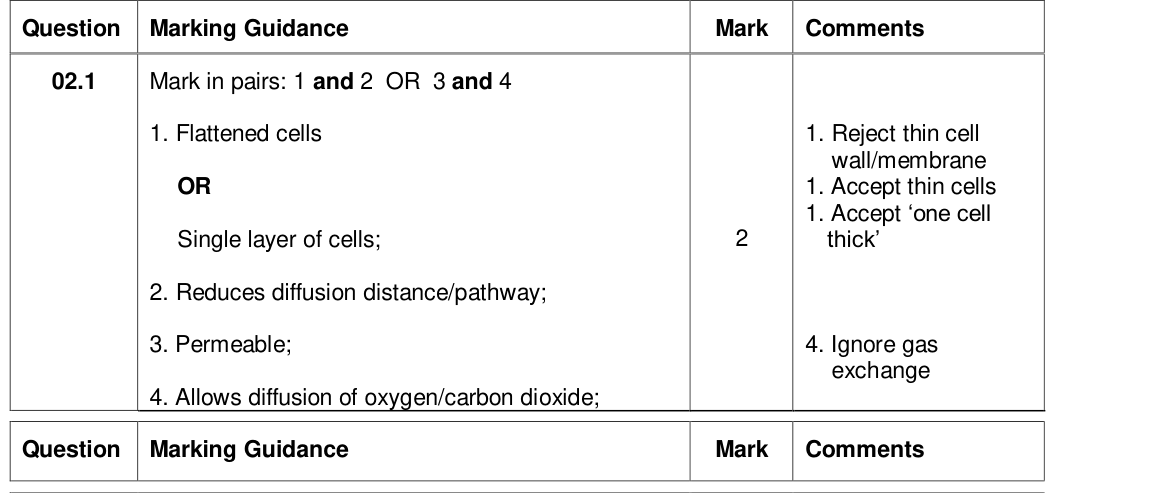 Question Marking Guidance Mark Comments
02.1 Mark in pairs: 1 and 2 OR 3 and 4
1. Flattened cells 1. Reject thin cell
wall/membrane
OR 1. Accept thin cells
1. Accept ‘one cell
Single layer of cells; 2 thick’
2. Reduces diffusion distance/pathway;
3. Permeable; 4. Ignore gas
exchange
4. Allows diffusion of oxygen/carbon dioxide;
Question Marking Guidance Mark Comments